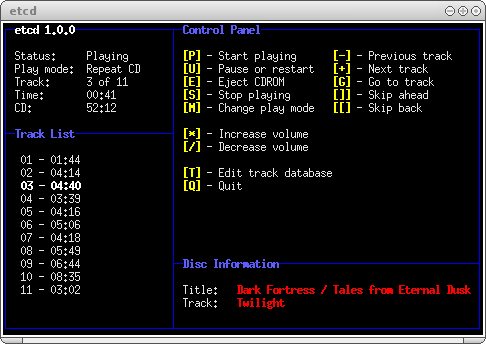 etcd
etcd 1.0.0
Status: Playing
Play mode: Repeat CD
Track: 3 of 11
Time: 00:41
CD: 52:12
Track List
01 - 01:44
02 - 04:14
03 - 04:40
04 - 03:39
05 - 04:16
06 - 05:06
07 - 04:18
08 - 05:49
09 - 06:44
10 - 08:35
11 - 03:02
Control Panel
[P] - Start playing
[U] - Pause or restart
[E] - Eject CDROM
[S] - Stop playing
[M] - Change play mode
[-] - Previous track
[+] - Next track
[G] - Go to track
[]] - Skip ahead
[[] - Skip back
[*] - Increase volume
[/] - Decrease volume
[T] - Edit track database
[Q] - Quit
Disc Information
Title: Dark Fortress / Tales from Eternal Dusk
Track: Twilight